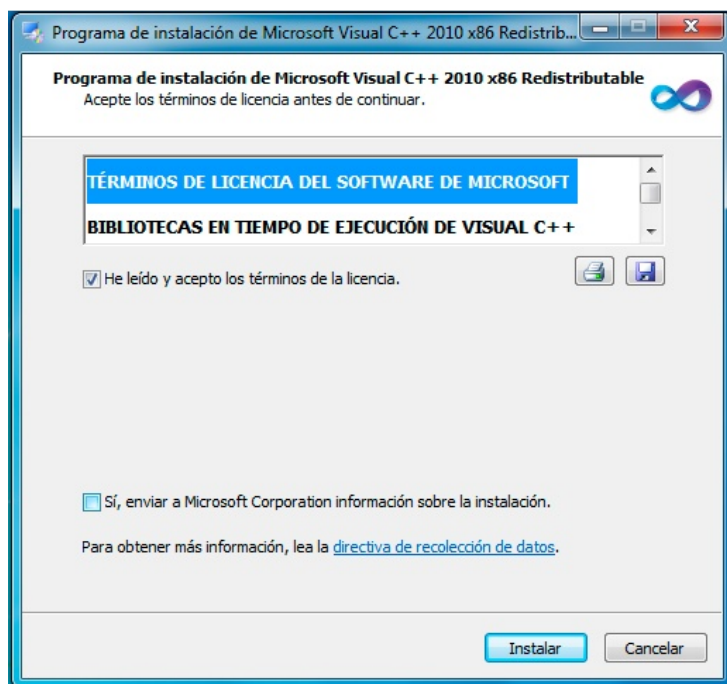 Programa de instalación de Microsoft Visual C++ 2010 x86 Redistrib...
Programa de instalación de Microsoft Visual C++ 2010 x86 Redistributable
Acepte los términos de licencia antes de continuar.
TÉRMINOS DE LICENCIA DEL SOFTWARE DE MICROSOFT
BIBLIOTECAS EN TIEMPO DE EJECUCIÓN DE VISUAL C++
He leído y acepto los términos de la licencia.
Sí, enviar a Microsoft Corporation información sobre la instalación.
Para obtener más información, lea la directiva de recolección de datos.
Instalar Cancelar